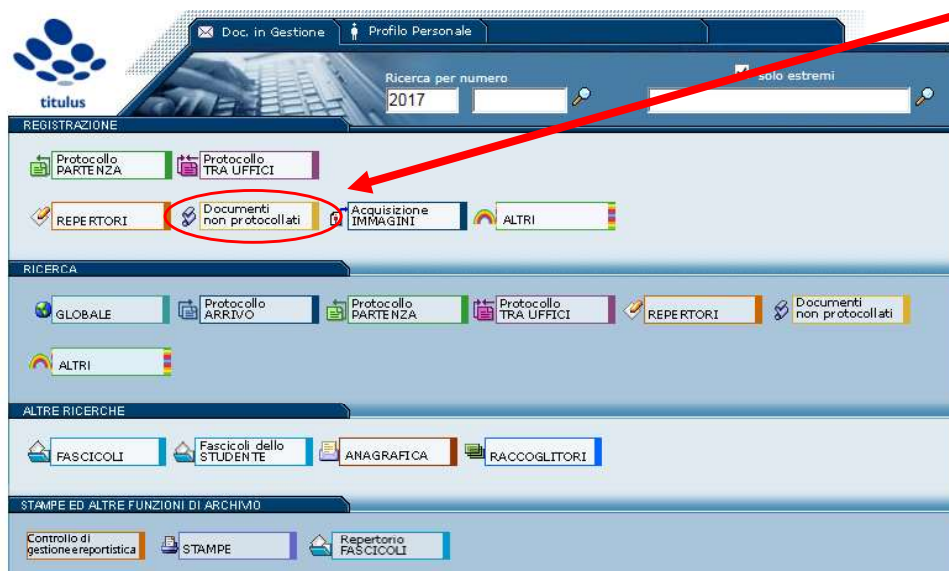 Doc. in Gestione
Profilo Personale
titulus
Ricerca per numero
solo estremi
2017
REGISTRAZIONE
Protocollo
PARTENZA
Protocollo
TRA UFFICI
REPERTORI
Documenti
non protocollati
Acquisizione
IMMAGINI
ALTRI
RICERCA
GLOBALE
Protocollo
ARRIVO
Protocollo
PARTENZA
Protocollo
TRA UFFICI
REPERTORI
Documenti
non protocollati
ALTRI
ALTRE RICERCHE
FASCICOLI
Fascicoli dello
STUDENTE
ANAGRAFICA
RACCOGLITORI
STAMPE ED ALTRE FUNZIONI DI ARCHIVIO
Controllo di
gestione e reportistica
STAMPE
Repertorio
FASCICOLI